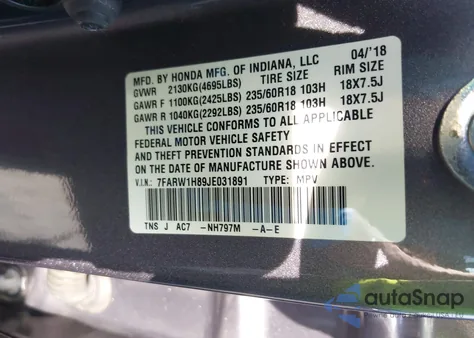 MFD. BY HONDA MFG. OF INDIANA, LLC 04/'18
GVWR 2130KG(4695LBS) TIRE SIZE RIM SIZE
GAWR F 1100KG(2425LBS) 235/60R18 103H 18X7.5J
GAWR R 1040KG(2292LBS) 235/60R18 103H 18X7.5J
THIS VEHICLE CONFORMS TO ALL APPLICABLE
FEDERAL MOTOR VEHICLE SAFETY
AND THEFT PREVENTION STANDARDS IN EFFECT
ON THE DATE OF MANUFACTURE SHOWN ABOVE.
V.I.N.: 7FARW1H89JE031891 TYPE: MPV
TNS J AC7 -NH797M -A-E
autoSnap